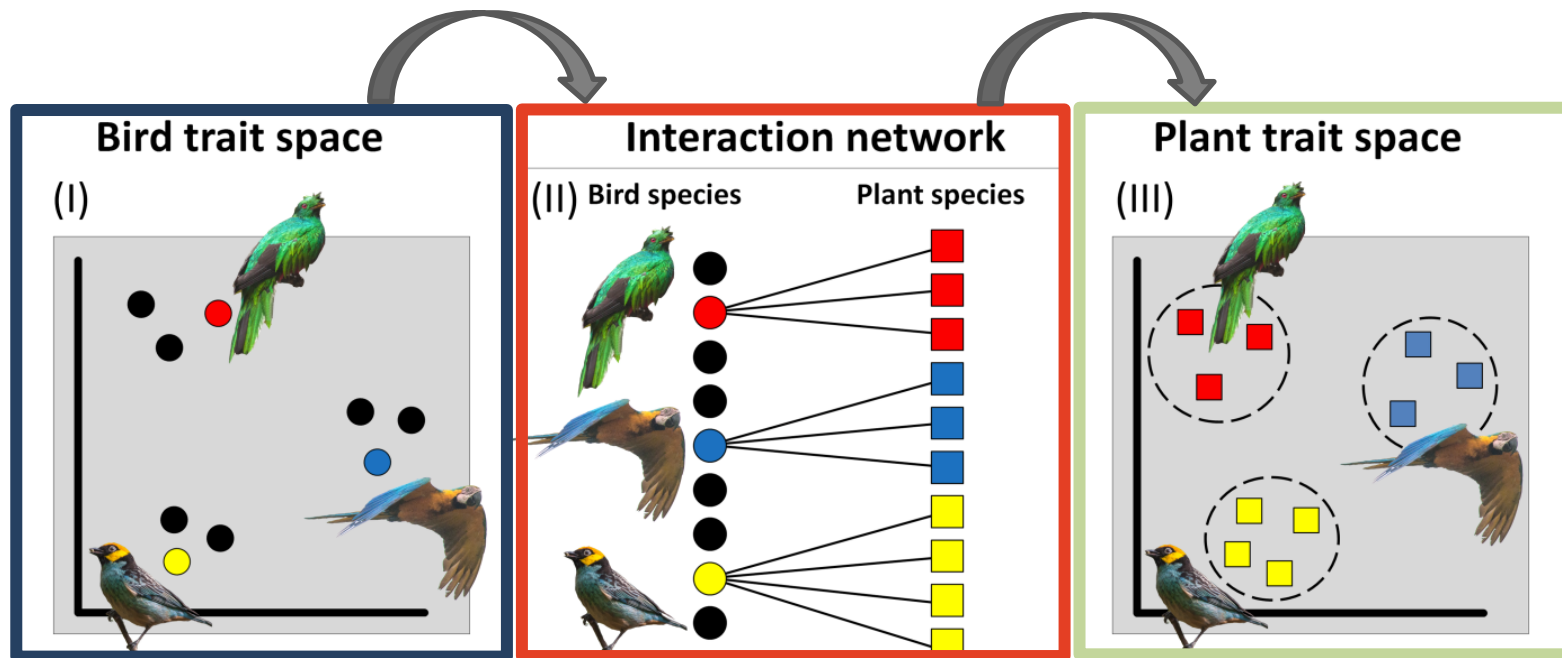 Bird trait space
(I)
Interaction network
(II) Bird species Plant species
Plant trait space
(III)